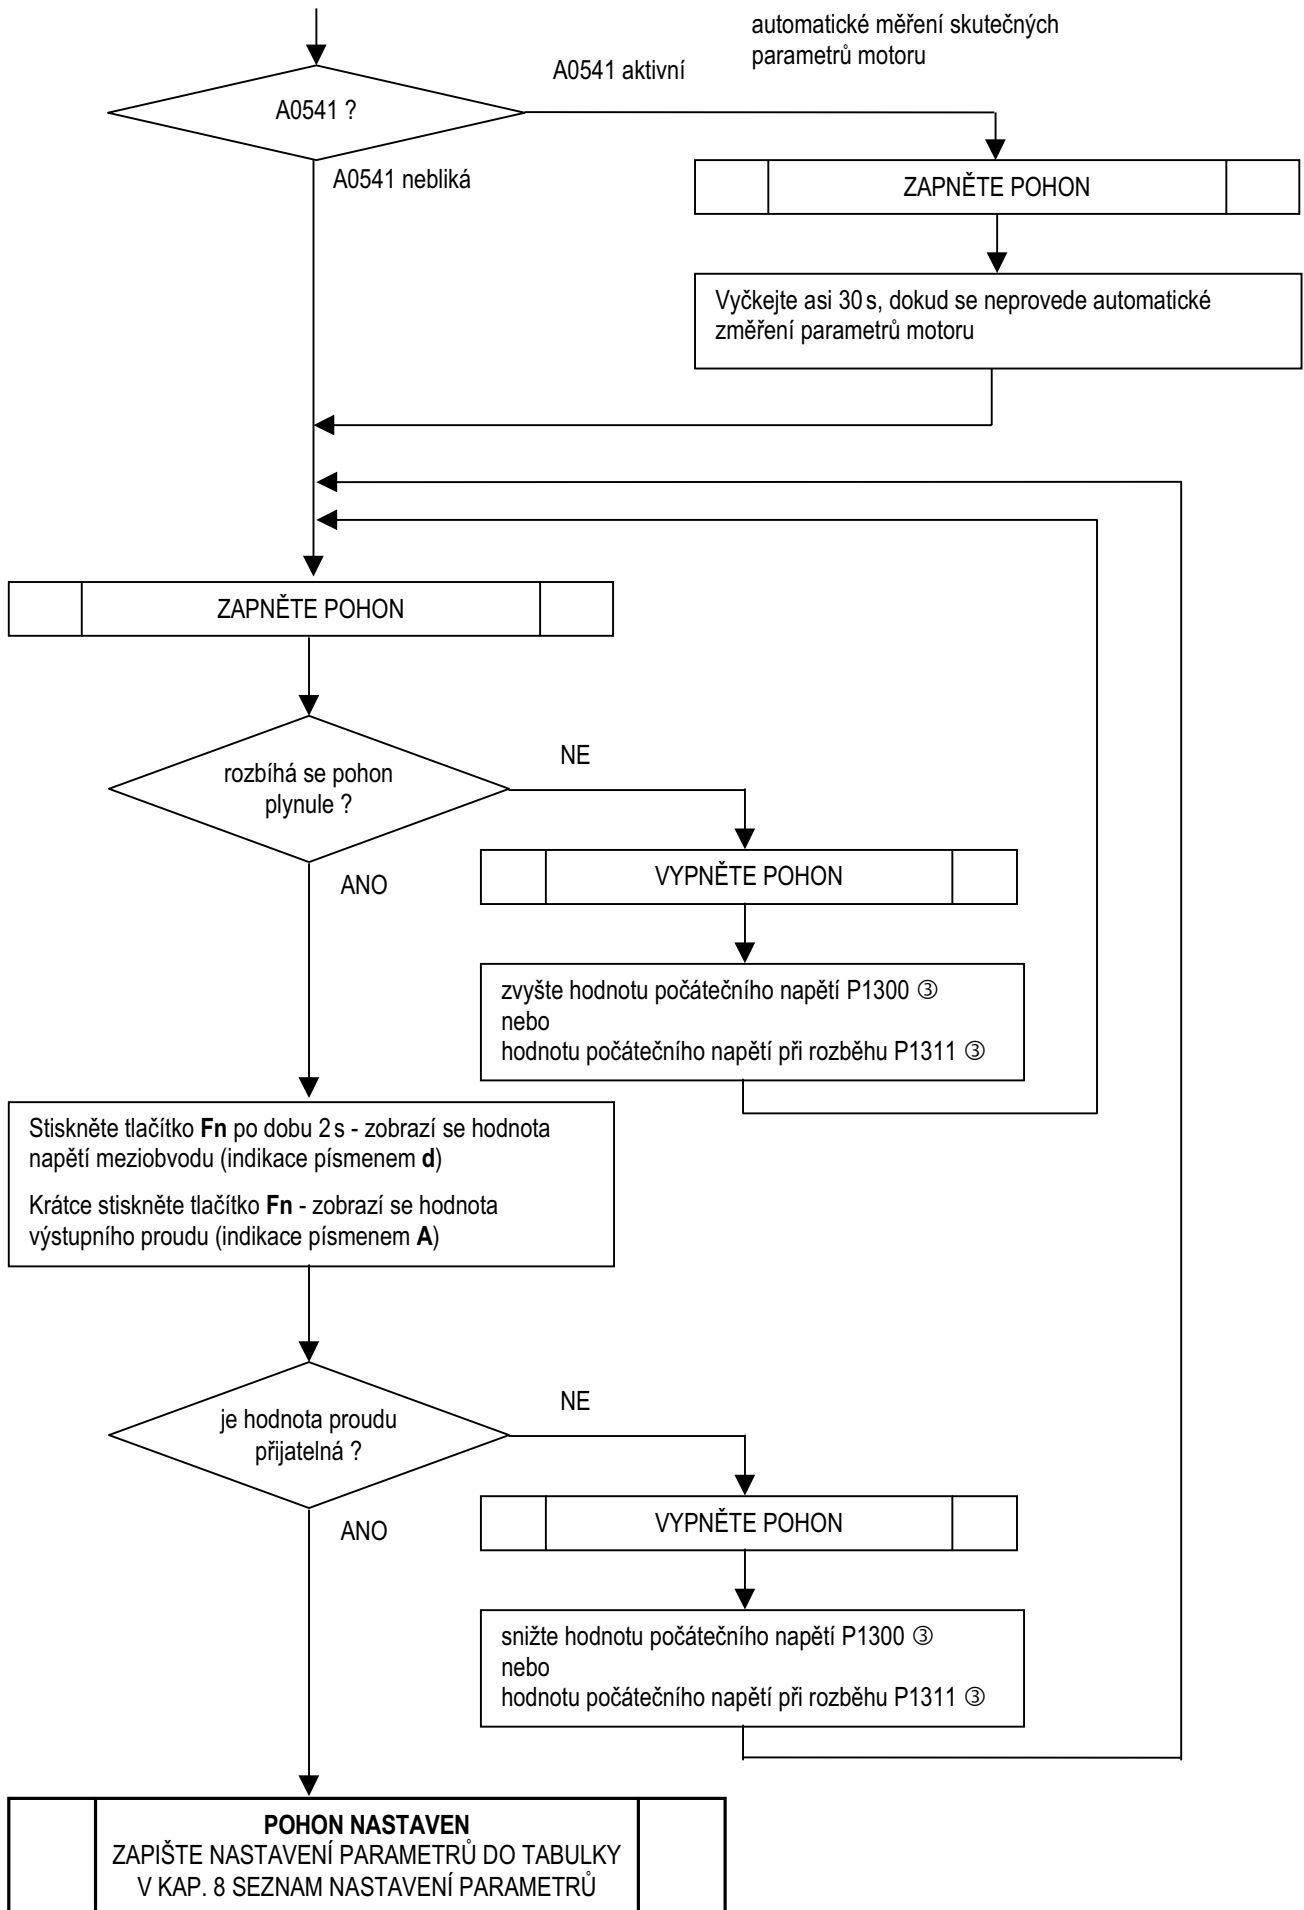 automatické měření skutečných
parametrů motoru
A0541 aktivní
A0541 ?
A0541 nebliká
ZAPNĚTE POHON
Vyčkejte asi 30 s, dokud se neprovede automatické
změření parametrů motoru
ZAPNĚTE POHON
rozbíhá se pohon
plynule ?
NE
ANO
VYPNĚTE POHON
zvyšte hodnotu počátečního napětí P1300 ③
nebo
hodnotu počátečního napětí při rozběhu P1311 ③
Stiskněte tlačítko Fn po dobu 2 s - zobrazí se hodnota
napětí meziobvodu (indikace písmenem d)
Krátce stiskněte tlačítko Fn - zobrazí se hodnota
výstupního proudu (indikace písmenem A)
je hodnota proudu
přijatelná ?
NE
ANO
VYPNĚTE POHON
snižte hodnotu počátečního napětí P1300 ③
nebo
hodnotu počátečního napětí při rozběhu P1311 ③
POHON NASTAVEN
ZAPIŠTE NASTAVENÍ PARAMETRŮ DO TABULKY
V KAP. 8 SEZNAM NASTAVENÍ PARAMETRŮ